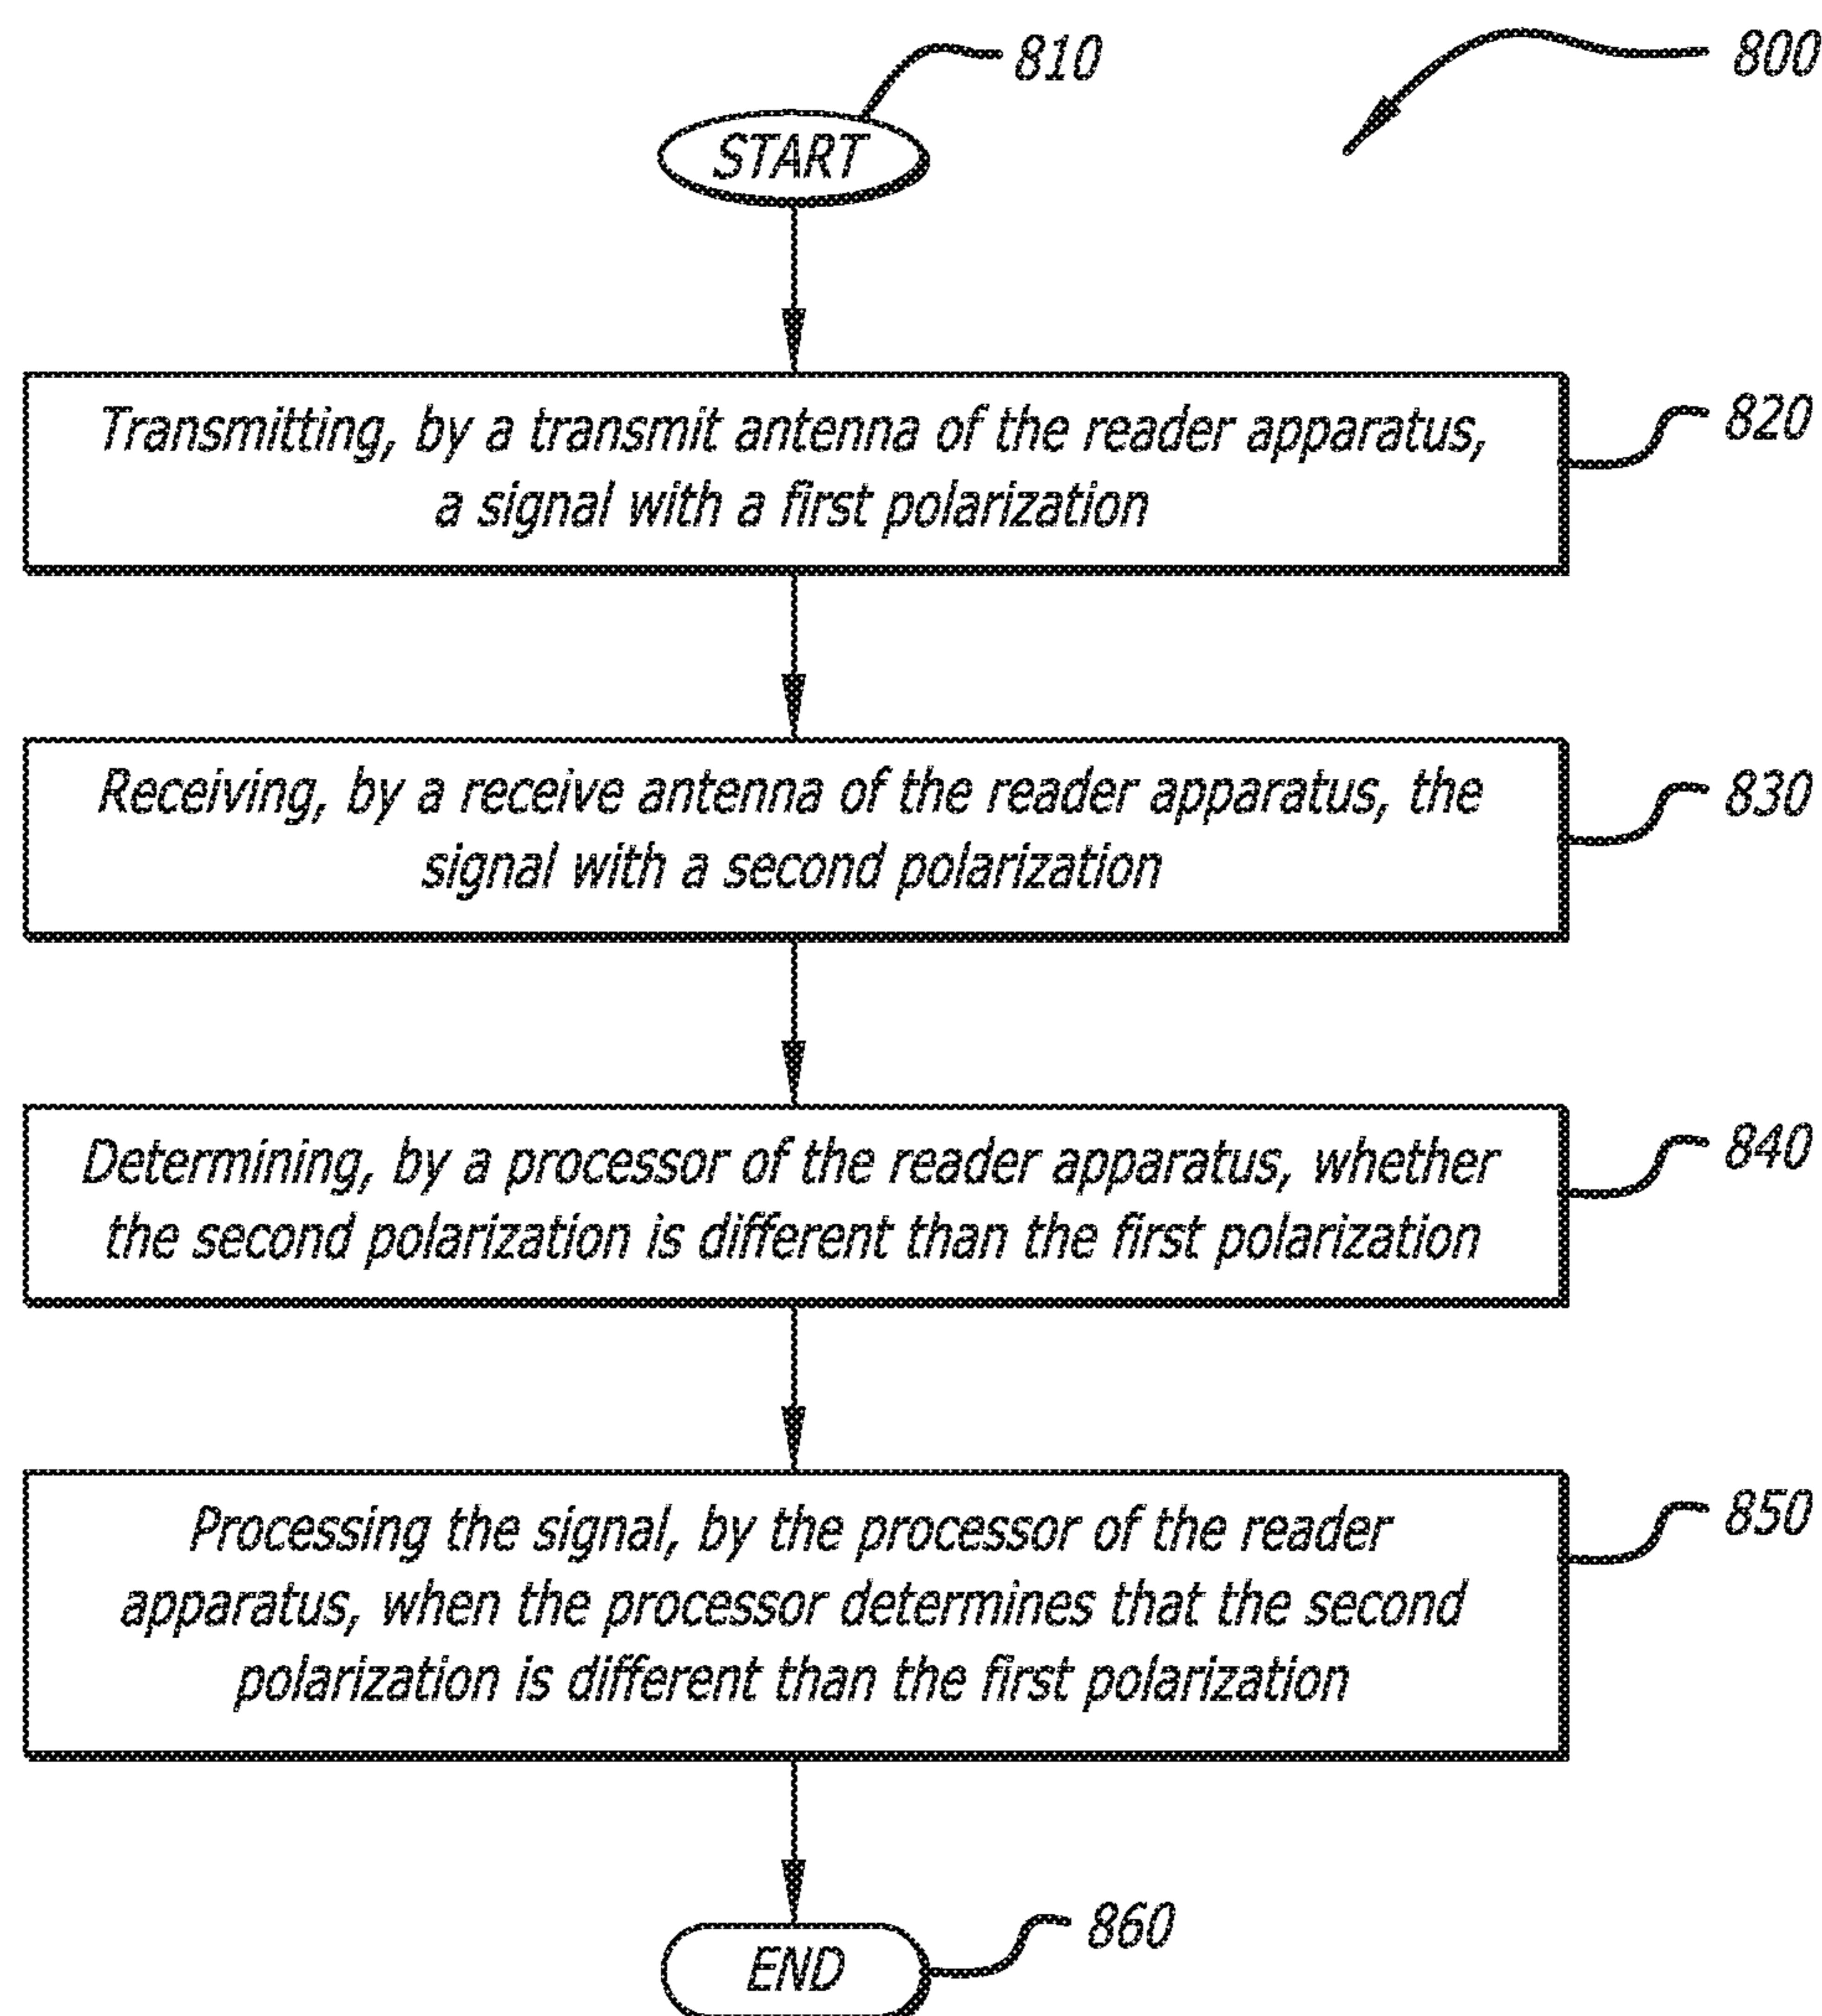 810
800
START
Transmitting, by a transmit antenna of the reader apparatus,
a signal with a first polarization
820
Receiving, by a receive antenna of the reader apparatus, the
signal with a second polarization
830
Determining, by a processor of the reader apparatus, whether
the second polarization is different than the first polarization
840
Processing the signal, by the processor of the reader
apparatus, when the processor determines that the second
polarization is different than the first polarization
850
END
860